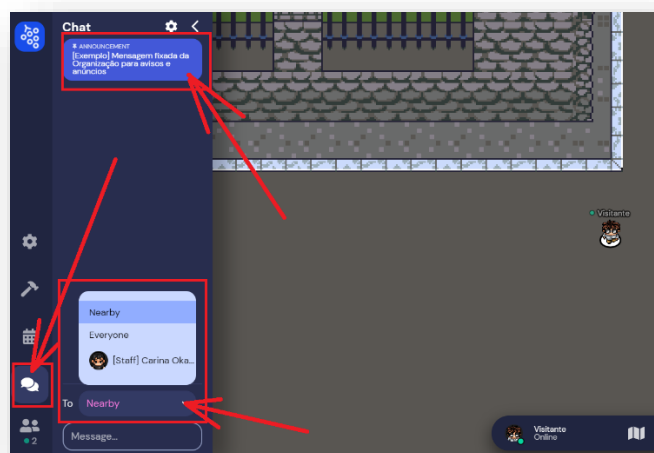 Chat
ANNOUNCEMENT
[Exemplo] Mensagem fixada da
Organização para avisos e
anúncios
Visitante
Nearby
Everyone
[Staff] Carina Oka...
To Nearby
Message...
2
Visitante
Online